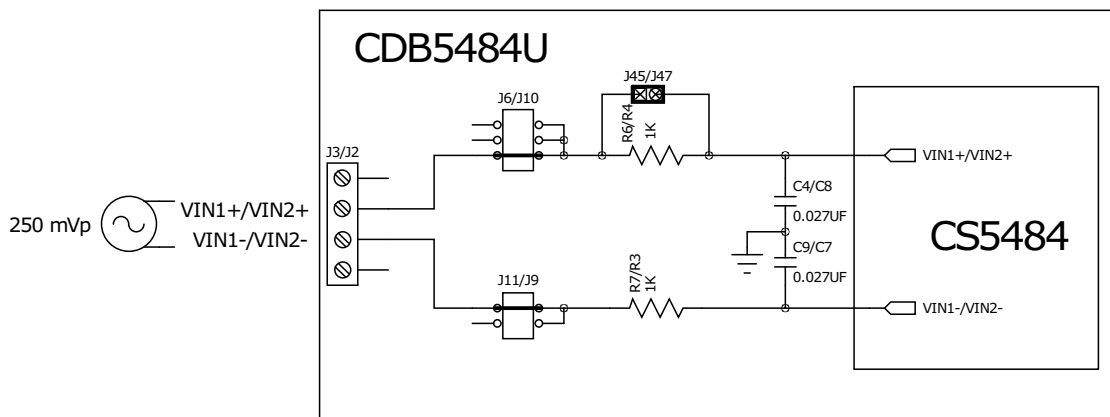 CDB5484U
J45/J47
J6/J10
R6/R4
1K
J3/J2
VIN1+/VIN2+
C4/C8
0.027UF
250 mVp
VIN1+/VIN2+
VIN1-/VIN2-
CS5484
C9/C7
0.027UF
J11/J9
R7/R3
1K
VIN1-/VIN2-